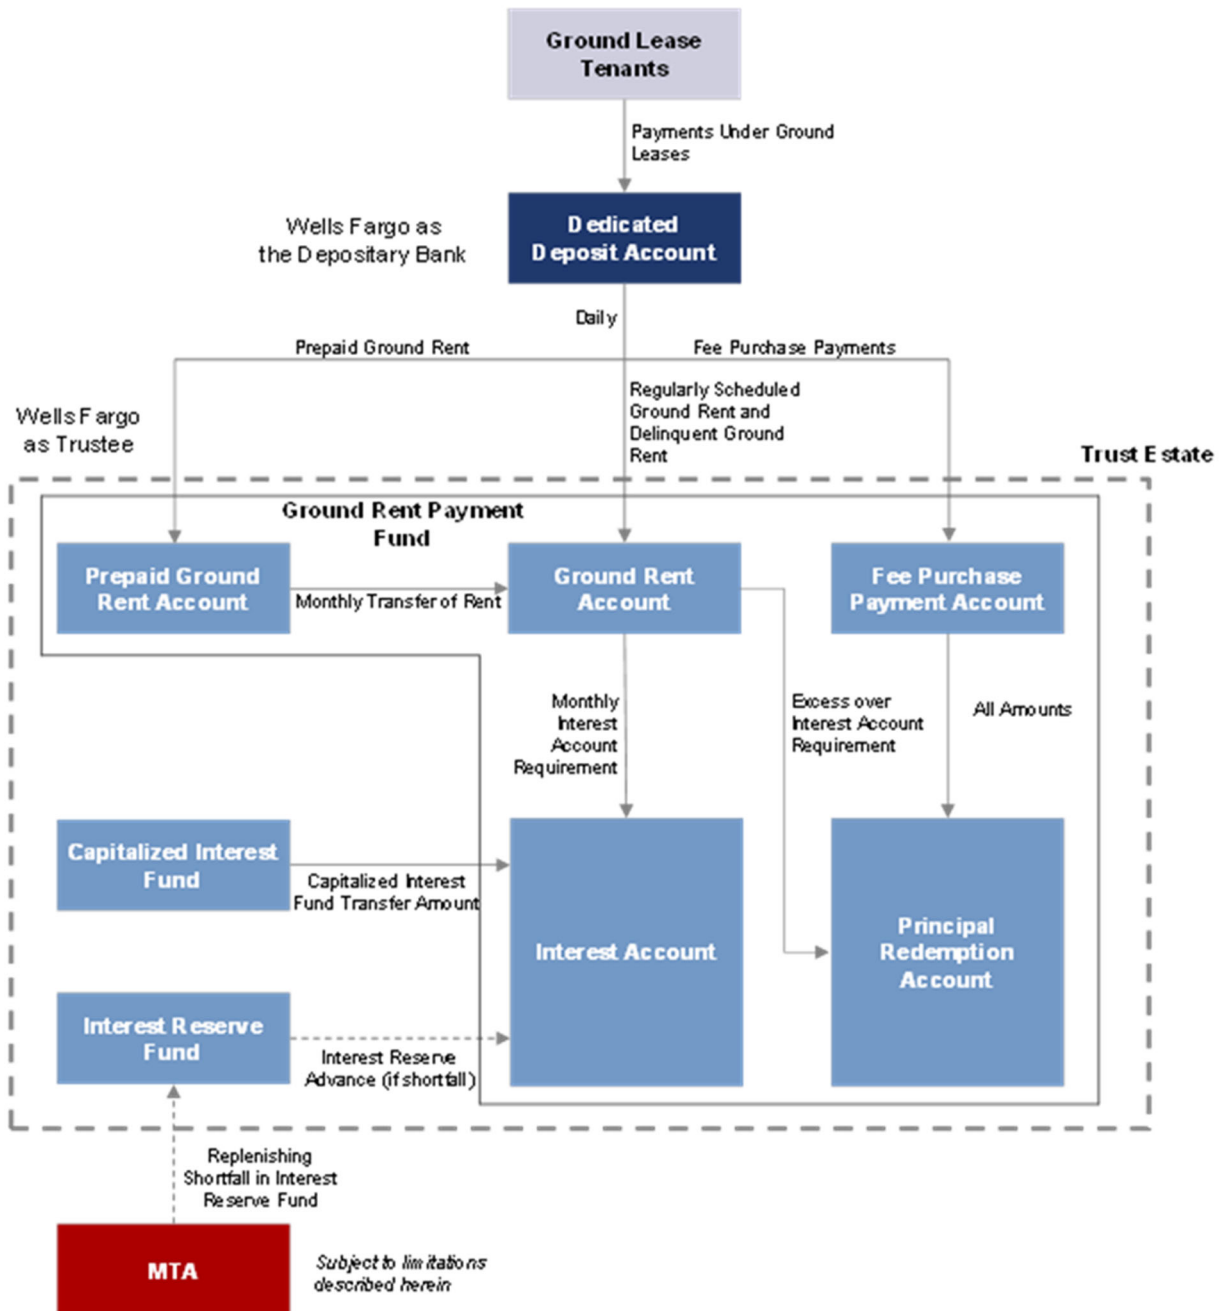 Ground Lease
Tenants
Payments Under Ground
Leases
Wells Fargo as
the Depositary Bank
Dedicated
Deposit Account
Daily
Prepaid Ground Rent
Fee Purchase Payments
Wells Fargo
as Trustee
Regularly Scheduled
Ground Rent and
Delinquent Ground
Rent
Trust Estate
Ground Rent Payment
Fund
Prepaid Ground
Rent Account
Monthly Transfer of Rent
Ground Rent
Account
Fee Purchase
Payment Account
Monthly
Interest
Account
Requirement
Excess over
Interest Account
Requirement
All Amounts
Capitalized Interest
Fund
Capitalized Interest
Fund Transfer Amount
Interest Account
Principal
Redemption
Account
Interest Reserve
Fund
Interest Reserve
Advance (if shortfall)
Replenishing
Shortfall in Interest
Reserve Fund
MTA
Subject to limitations
described herein